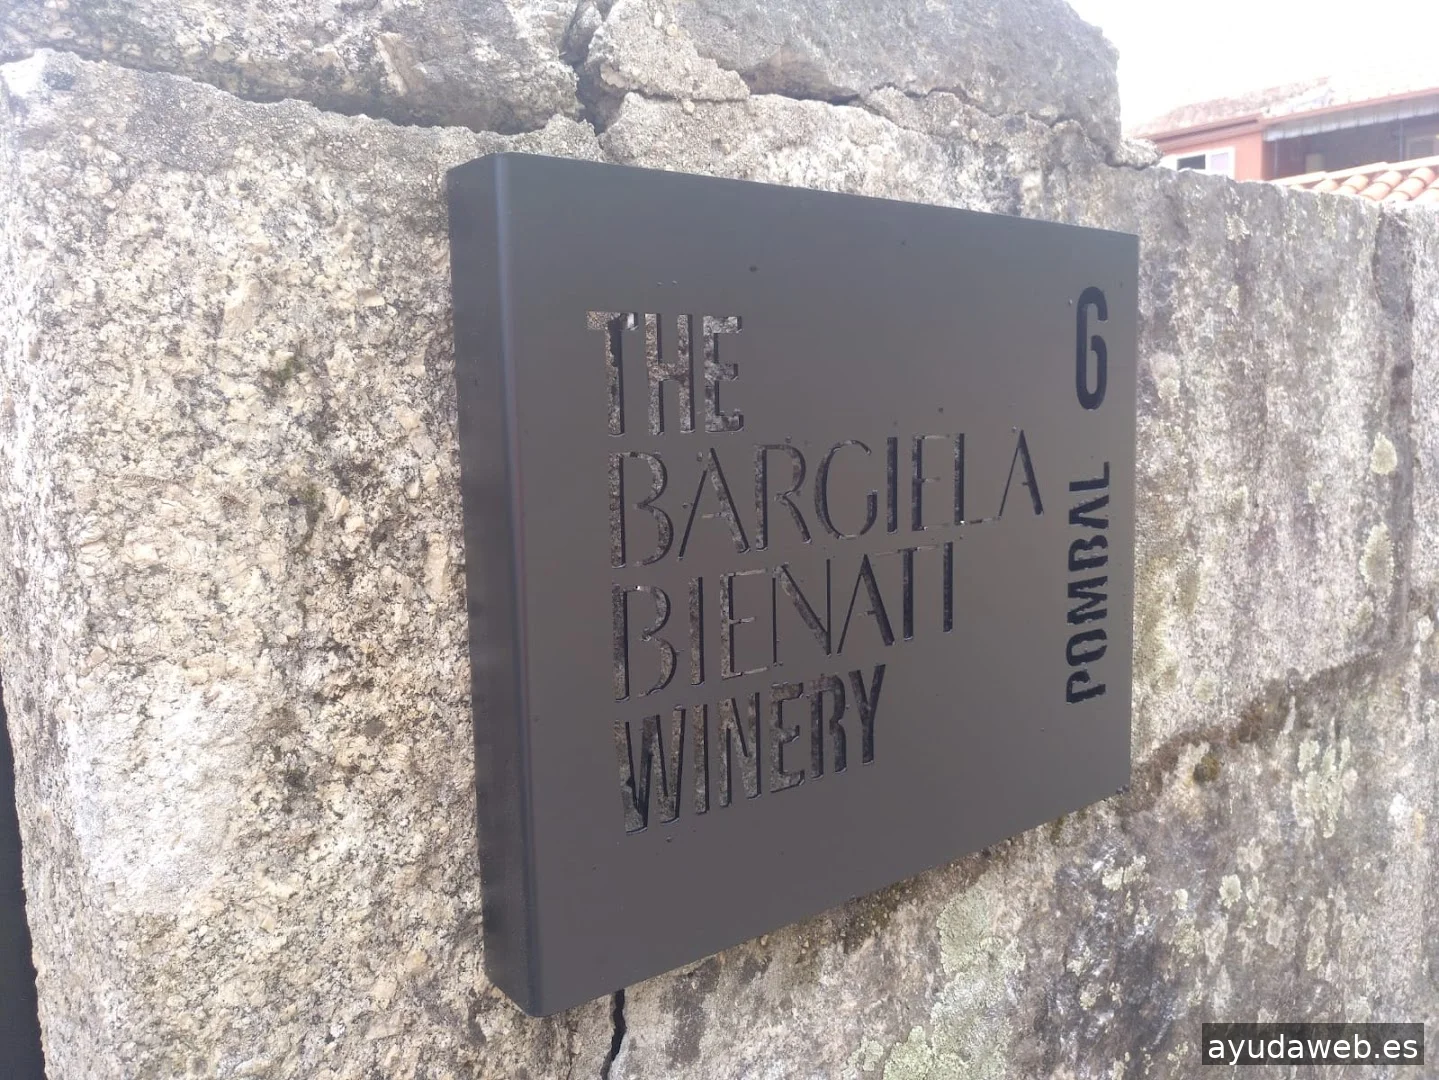 THE
BARGIELA
BIENATI
WINERY
POMBAL 6
ayudaweb.es